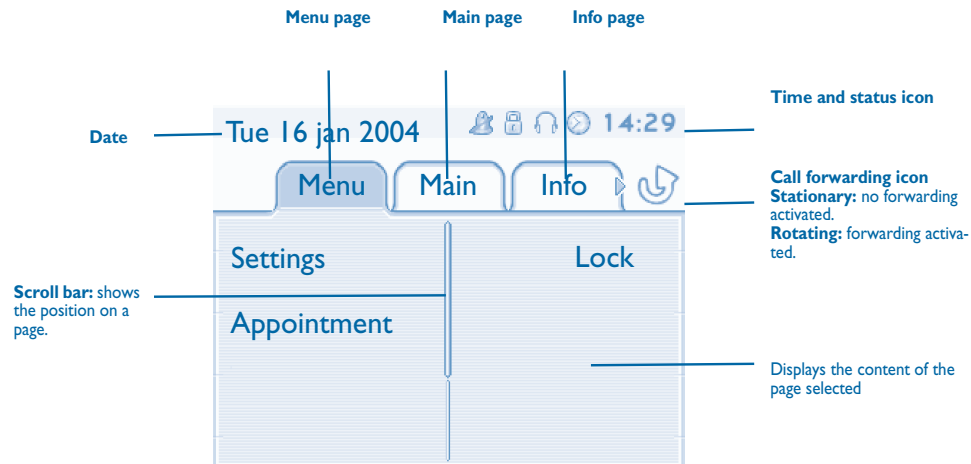 Menu page
Main page
Info page
Time and status icon
Date
Tue 16 jan 2004
14:29
Menu
Main
Info
Call forwarding icon
Stationary: no forwarding
activated.
Rotating: forwarding activa-
ted.
Settings
Lock
Scroll bar: shows
the position on a
page.
Appointment
Displays the content of the
page selected